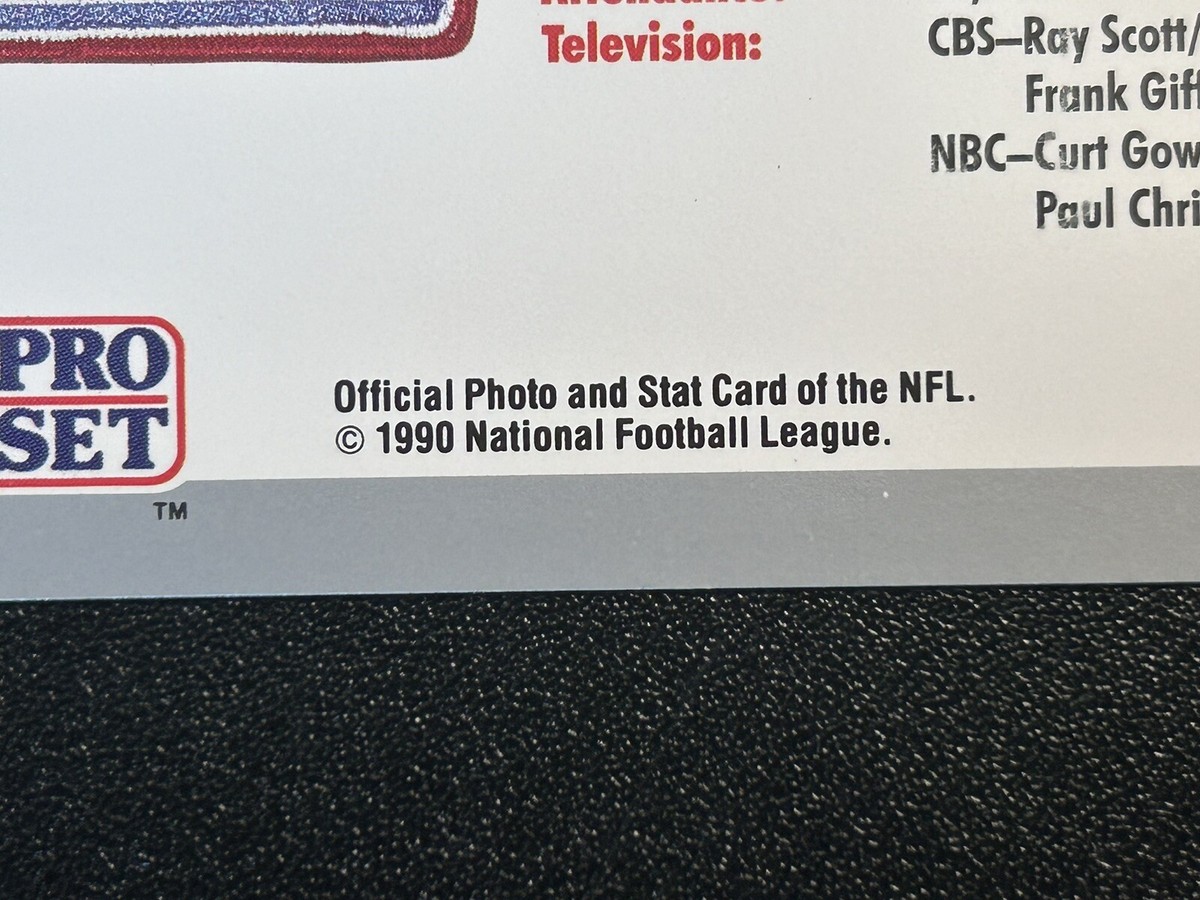 Television:
CBS–Ray Scott/
Frank Giff
NBC–Curt Gow
Paul Chri
PRO
SET
TM
Official Photo and Stat Card of the NFL.
© 1990 National Football League.